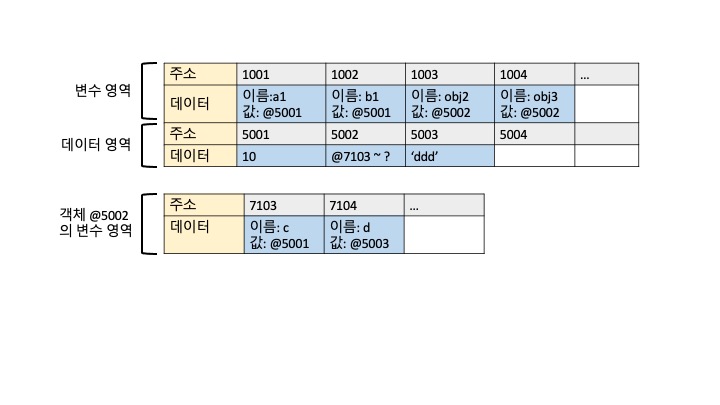 변수 영역
주소 1001 1002 1003 1004 ...
데이터 이름:a1 이름: b1 이름: obj2 이름: obj3
값: @5001 값: @5001 값: @5002 값: @5002
데이터 영역
주소 5001 5002 5003 5004
데이터 10 @7103 ~ ? ‘ddd’
객체 @5002
의 변수 영역
주소 7103 7104 ...
데이터 이름: c 이름: d
값: @5001 값: @5003